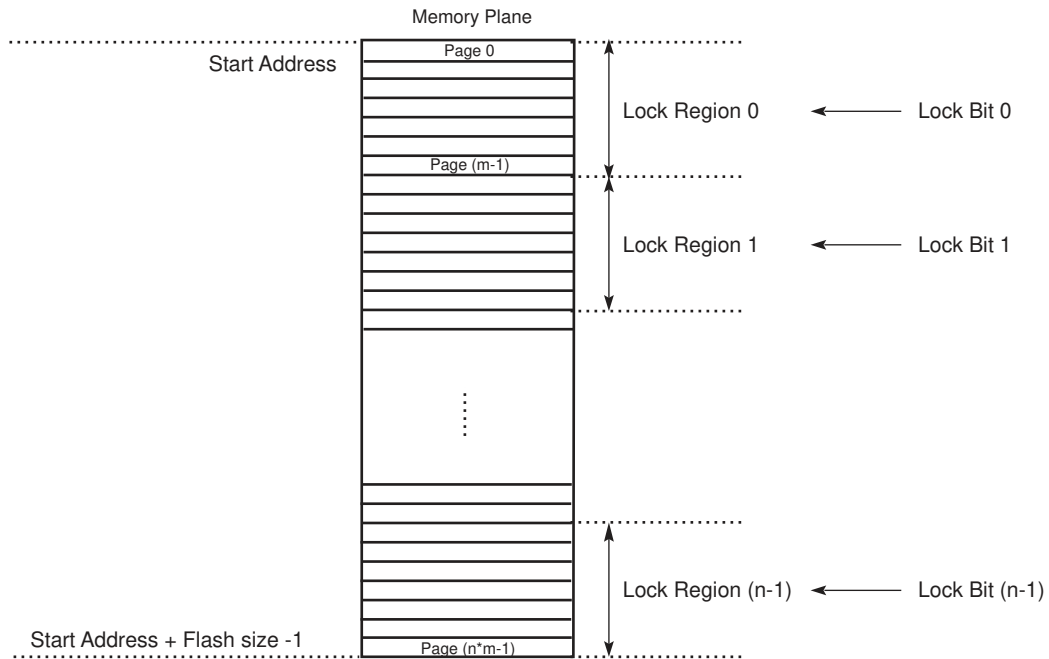 Memory Plane
Page 0
Start Address
Lock Region 0
Lock Bit 0
Page (m-1)
Lock Region 1
Lock Bit 1
Lock Region (n-1)
Lock Bit (n-1)
Start Address + Flash size -1
Page (n*m-1)